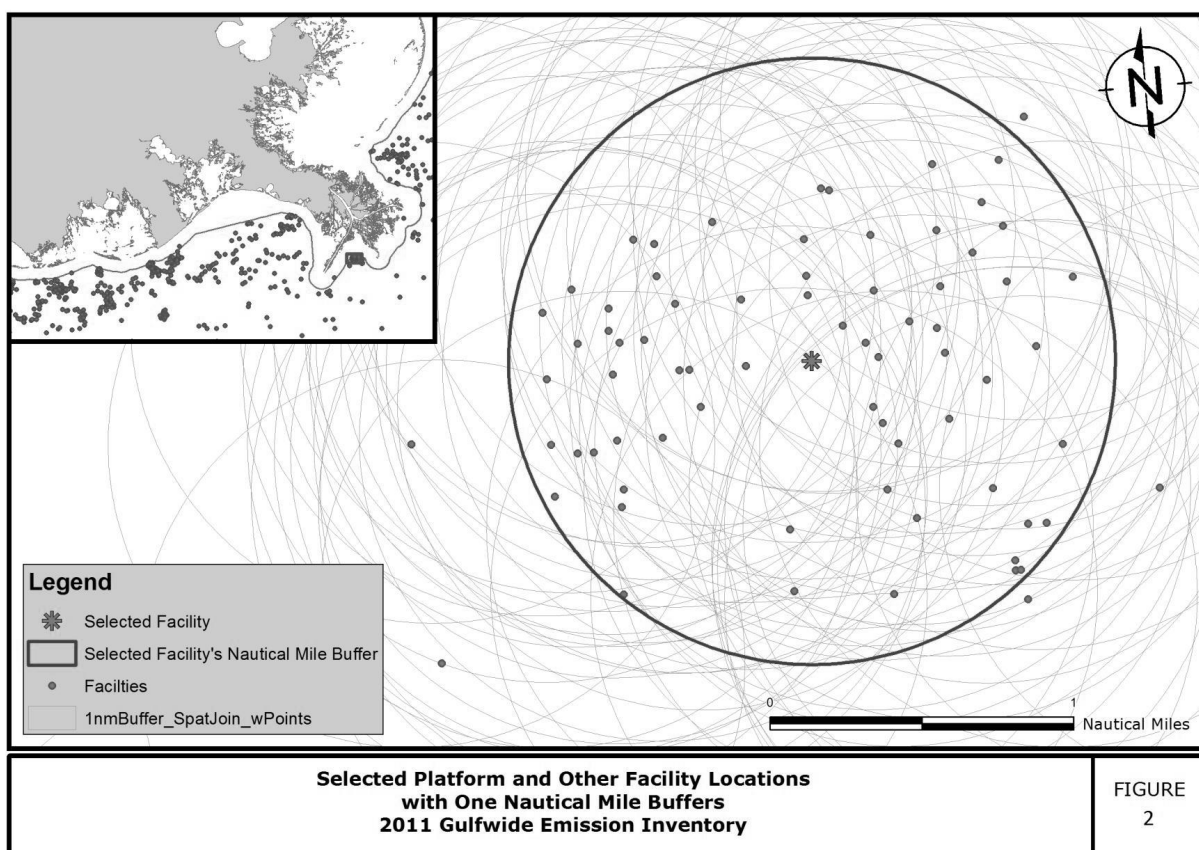 N
Legend
Selected Facility
Selected Facility's Nautical Mile Buffer
Facilties
1nmBuffer_SpatJoin_wPoints
0 1
Nautical Miles
Selected Platform and Other Facility Locations
with One Nautical Mile Buffers
2011 Gulfwide Emission Inventory
FIGURE
2